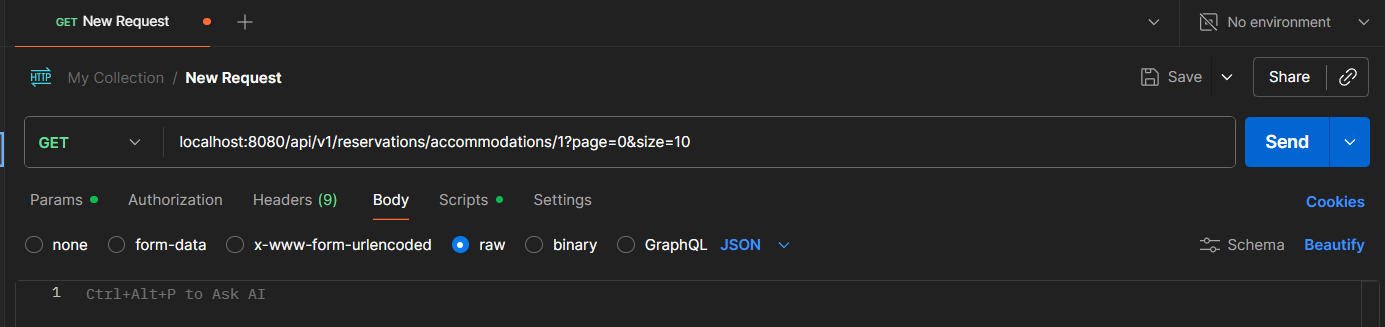 GET New Request
No environment
HTTP My Collection / New Request Save Share
GET localhost:8080/api/v1/reservations/accommodations/1?page=0&size=10 Send
Params Authorization Headers (9) Body Scripts Settings Cookies
none form-data x-www-form-urlencoded raw binary GraphQL JSON Schema Beautify
1 Ctrl+Alt+P to Ask AI